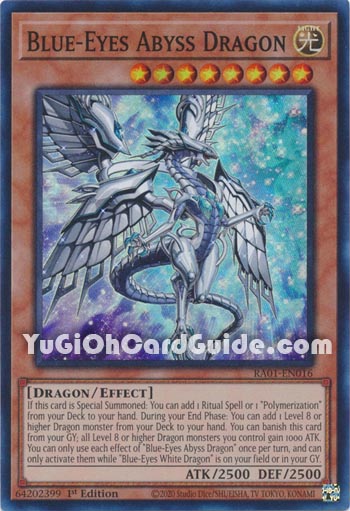 BLUE-EYES ABYSS DRAGON
LIGHT
光
YuGiOhCardGuide.com
RA01-EN016
[DRAGON/EFFECT]
If this card is Special Summoned: You can add 1 Ritual Spell or 1 "Polymerization"
from your Deck to your hand. During your End Phase: You can add 1 Level 8 or
higher Dragon monster from your Deck to your hand. You can banish this card
from your GY; all Level 8 or higher Dragon monsters you control gain 1000 ATK.
You can only use each effect of "Blue-Eyes Abyss Dragon" once per turn, and can
only activate them while "Blue-Eyes White Dragon" is on your field or in your GY.
ATK/2500 DEF/2500
64202399 1st Edition ©2020 Studio Dice/SHUEISHA, TV TOKYO, KONAMI